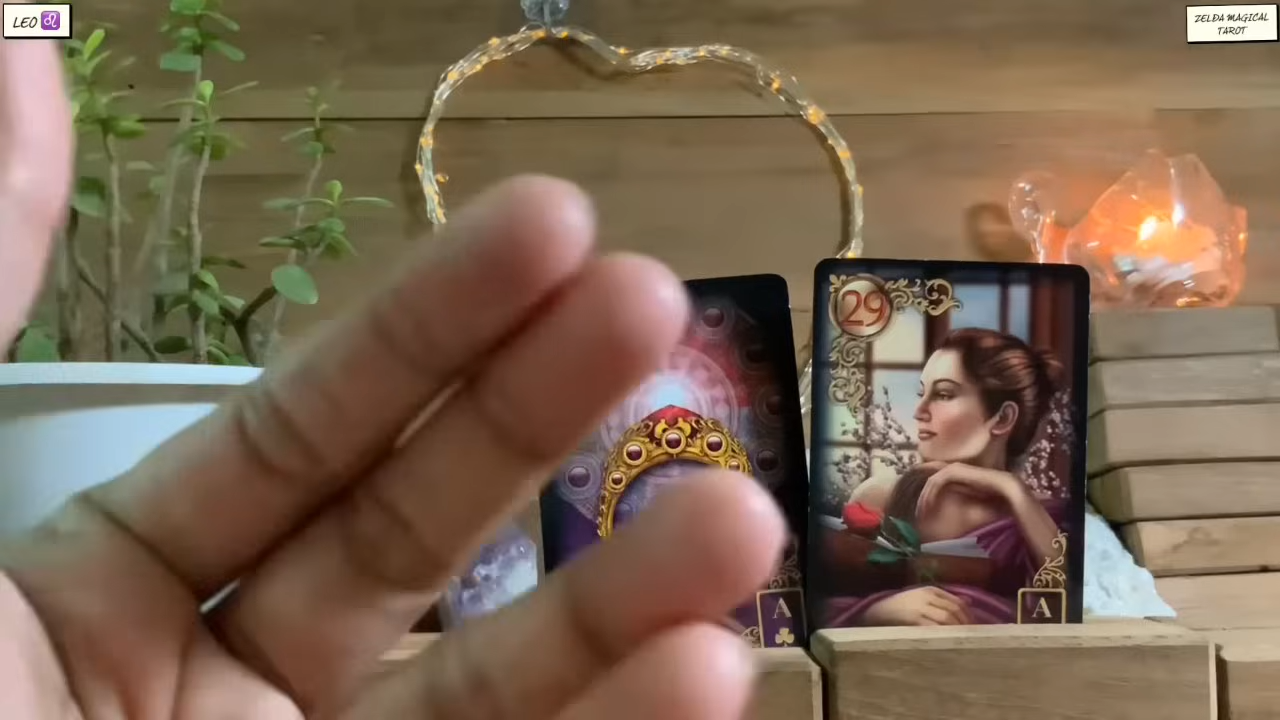 LEO ♌
ZELDA MAGICAL
TAROT
29
A
A